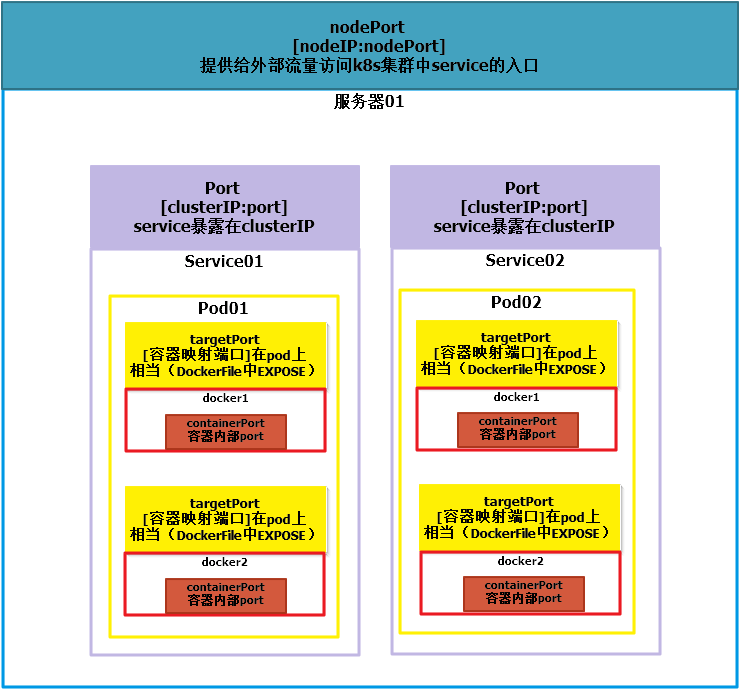 nodePort
[nodeIP:nodePort]
提供给外部流量访问k8s集群中service的入口
服务器01
Port
[clusterIP:port]
service暴露在clusterIP
Service01
Pod01
targetPort
[容器映射端口]在pod上
相当（DockerFile中EXPOSE）
docker1
containerPort
容器内部port
targetPort
[容器映射端口]在pod上
相当（DockerFile中EXPOSE）
docker2
containerPort
容器内部port
Port
[clusterIP:port]
service暴露在clusterIP
Service02
Pod02
targetPort
[容器映射端口]在pod上
相当（DockerFile中EXPOSE）
docker1
containerPort
容器内部port
targetPort
[容器映射端口]在pod上
相当（DockerFile中EXPOSE）
docker2
containerPort
容器内部port